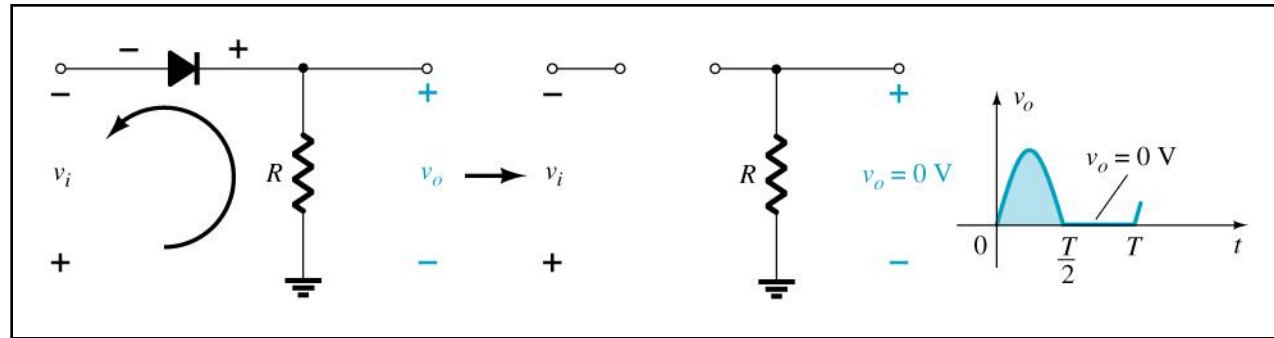 − +
− + −  +
v_i R v_o v_i R v_o = 0 V
+ − + −
v_o
v_o = 0 V
0 T/2 T t